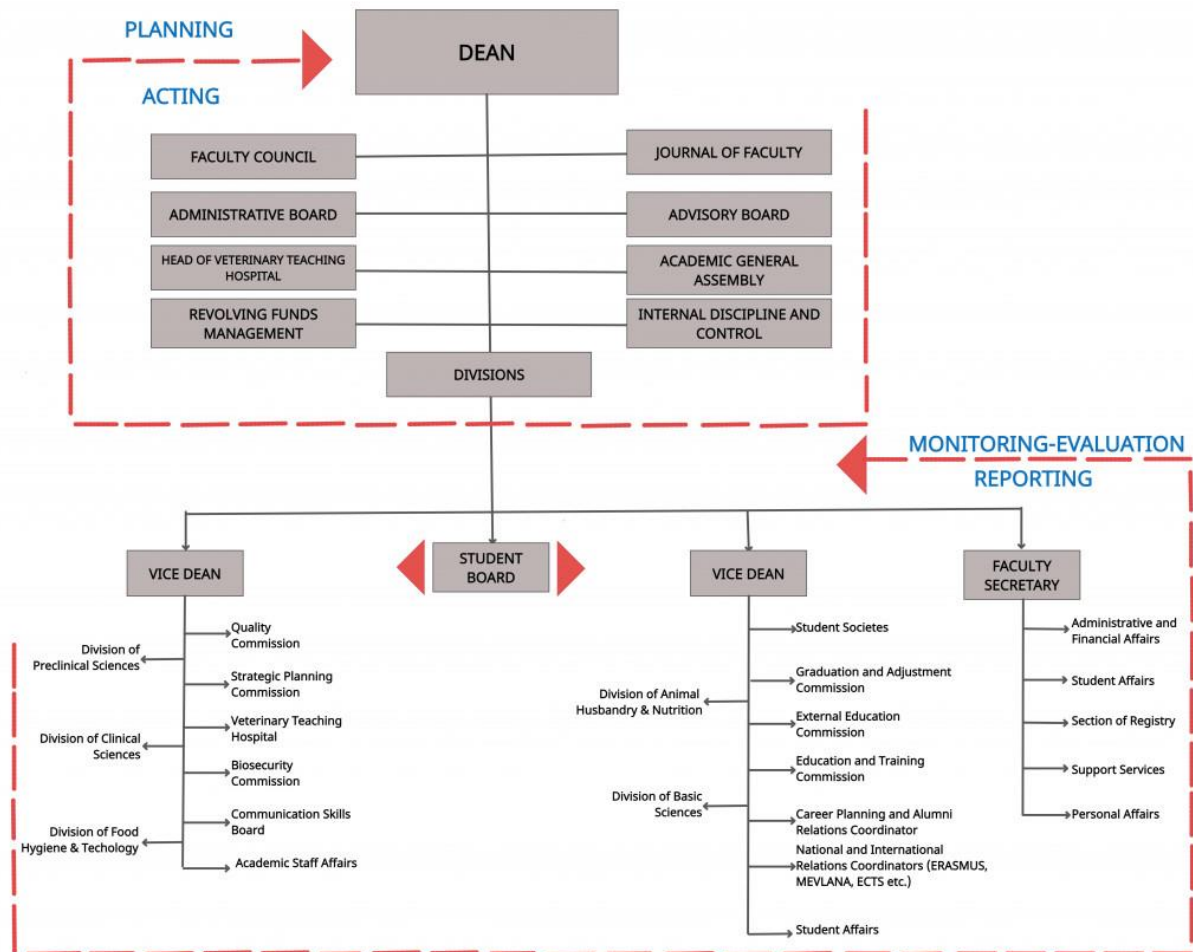 PLANNING
DEAN
ACTING
FACULTY COUNCIL
JOURNAL OF FACULTY
ADMINISTRATIVE BOARD
ADVISORY BOARD
HEAD OF VETERINARY TEACHING
HOSPITAL
ACADEMIC GENERAL
ASSEMBLY
REVOLVING FUNDS
MANAGEMENT
INTERNAL DISCIPLINE AND
CONTROL
DIVISIONS
MONITORING-EVALUATION
REPORTING
VICE DEAN
STUDENT
BOARD
VICE DEAN
FACULTY
SECRETARY
Division of
Preclinical Sciences
Division of Clinical
Sciences
Division of Food
Hygiene & Techology
Quality
Commission
Strategic Planning
Commission
Veterinary Teaching
Hospital
Biosecurity
Commission
Communication Skills
Board
Academic Staff Affairs
Division of Animal
Husbandry & Nutrition
Division of Basic
Sciences
Student Societes
Graduation and Adjustment
Commission
External Education
Commission
Education and Training
Commission
Career Planning and Alumni
Relations Coordinator
National and International
Relations Coordinators (ERASMUS,
MEVLANA, ECTS etc.)
Student Affairs
Administrative and
Financial Affairs
Student Affairs
Section of Registry
Support Services
Personal Affairs